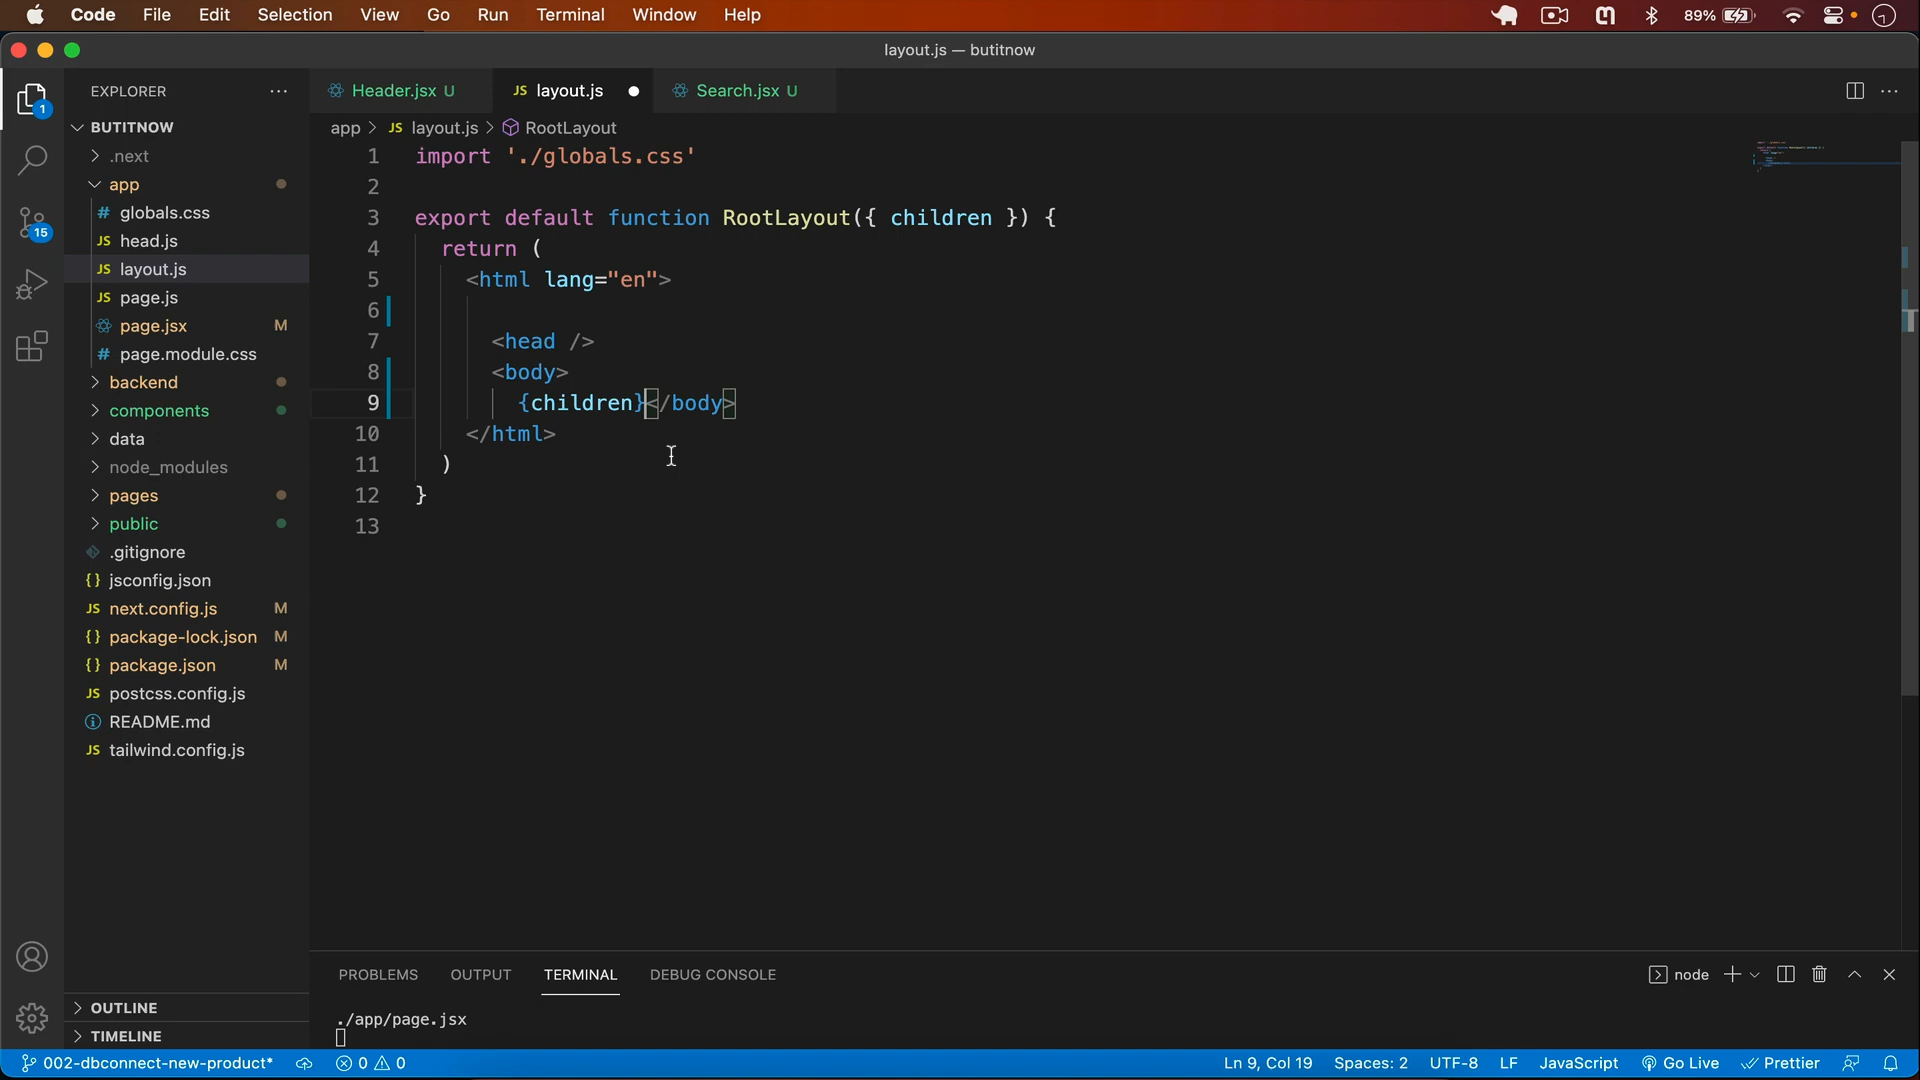 Code File Edit Selection View Go Run Terminal Window Help 89%
layout.js — butitnow
EXPLORER
Header.jsx U
JS layout.js
Search.jsx U
1
15
BUTITNOW
.next
app
# globals.css
JS head.js
JS layout.js
JS page.js
page.jsx M
# page.module.css
backend
components
data
node_modules
pages
public
.gitignore
{} jsconfig.json
JS next.config.js M
{} package-lock.json M
{} package.json M
JS postcss.config.js
README.md
JS tailwind.config.js
OUTLINE
TIMELINE
app > JS layout.js > RootLayout
1 import './globals.css'
2
3 export default function RootLayout({ children }) {
4 return (
5 <html lang="en">
6
7 <head />
8 <body>
9 {children}</body>
10 </html>
11 )
12 }
13
PROBLEMS OUTPUT TERMINAL DEBUG CONSOLE
node
./app/page.jsx
002-dbconnect-new-product* 0 0 Ln 9, Col 19 Spaces: 2 UTF-8 LF JavaScript Go Live Prettier